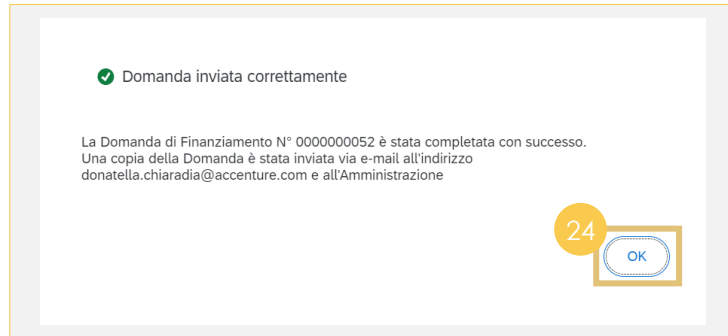 Domanda inviata correttamente
La Domanda di Finanziamento N° 0000000052 è stata completata con successo.
Una copia della Domanda è stata inviata via e-mail all'indirizzo
donatella.chiaradia@accenture.com e all'Amministrazione
24
OK